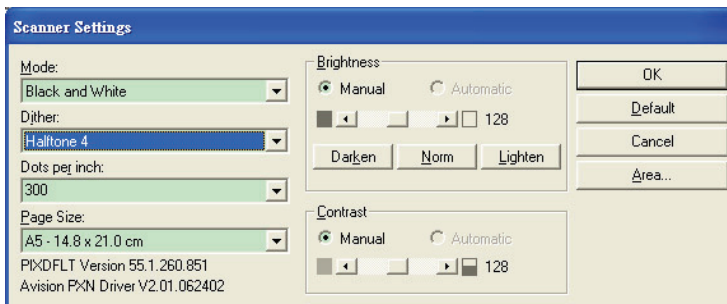 Scanner Settings
Mode:
Black and White
Dither:
Halftone 4
Dots per inch:
300
Page Size:
A5 - 14.8 x 21.0 cm
PIXDFLT Version 55.1.260.851
Avision PXN Driver V2.01.062402
Brightness
Manual
Automatic
128
Darken
Norm
Lighten
Contrast
Manual
Automatic
128
OK
Default
Cancel
Area...